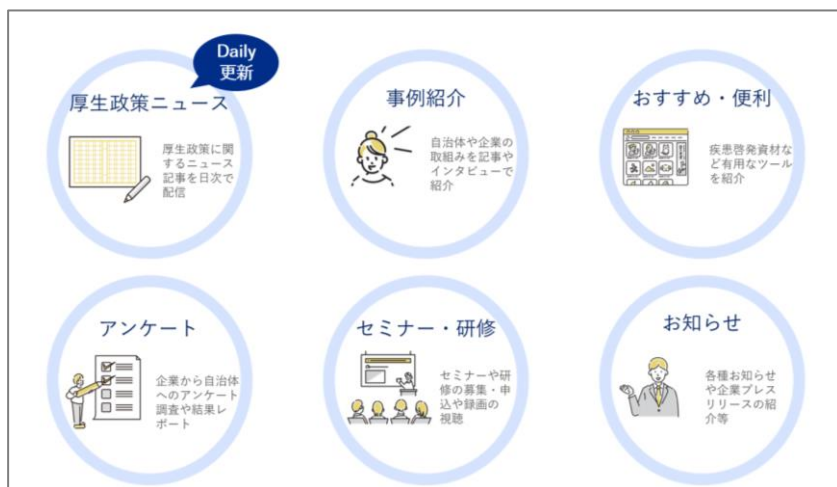 Daily
更新
厚生政策ニュース
厚生政策に関
するニュース
記事を日次で
配信
事例紹介
自治体や企業の
取組みを記事や
インタビューで
紹介
おすすめ・便利
疾患啓発資材な
ど有用なツール
を紹介
アンケート
企業から自治体
へのアンケート
調査や結果レ
ポート
セミナー・研修
セミナーや研
修の募集・申
込や録画の
視聴
お知らせ
各種お知らせ
や企業プレス
リリースの紹
介等